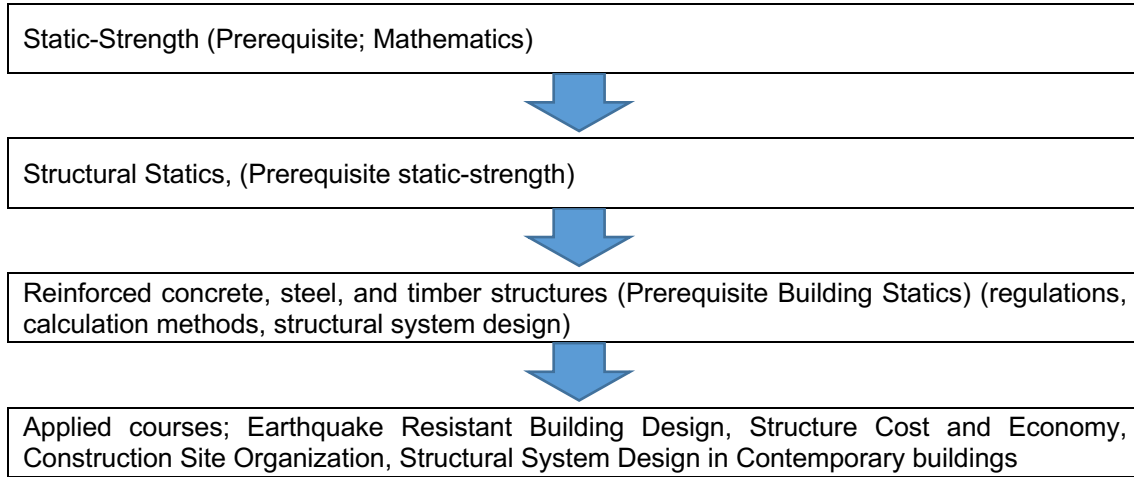 Static-Strength (Prerequisite; Mathematics)
Structural Statics, (Prerequisite static-strength)
Reinforced concrete, steel, and timber structures (Prerequisite Building Statics) (regulations,
calculation methods, structural system design)
Applied courses; Earthquake Resistant Building Design, Structure Cost and Economy,
Construction Site Organization, Structural System Design in Contemporary buildings